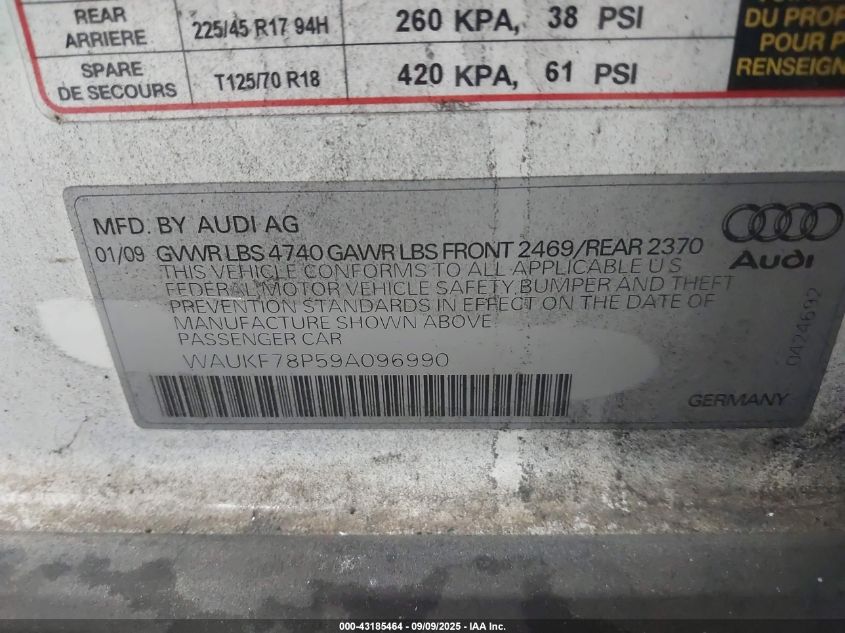 REAR
ARRIERE 225/45 R17 94H 260 KPA, 38 PSI
SPARE
DE SECOURS T125/70 R18 420 KPA, 61 PSI
DU PROP
POUR P
RENSEIGN
MFD. BY AUDI AG
01/09 GVWR LBS 4740 GAWR LBS FRONT 2469/REAR 2370
THIS VEHICLE CONFORMS TO ALL APPLICABLE U S
FEDERAL MOTOR VEHICLE SAFETY, BUMPER AND THEFT
PREVENTION STANDARDS IN EFFECT ON THE DATE OF
MANUFACTURE SHOWN ABOVE
PASSENGER CAR
WAUKF78P59A096990
Audi
0424692
GERMANY
000-43185464 - 09/09/2025 - IAA Inc.